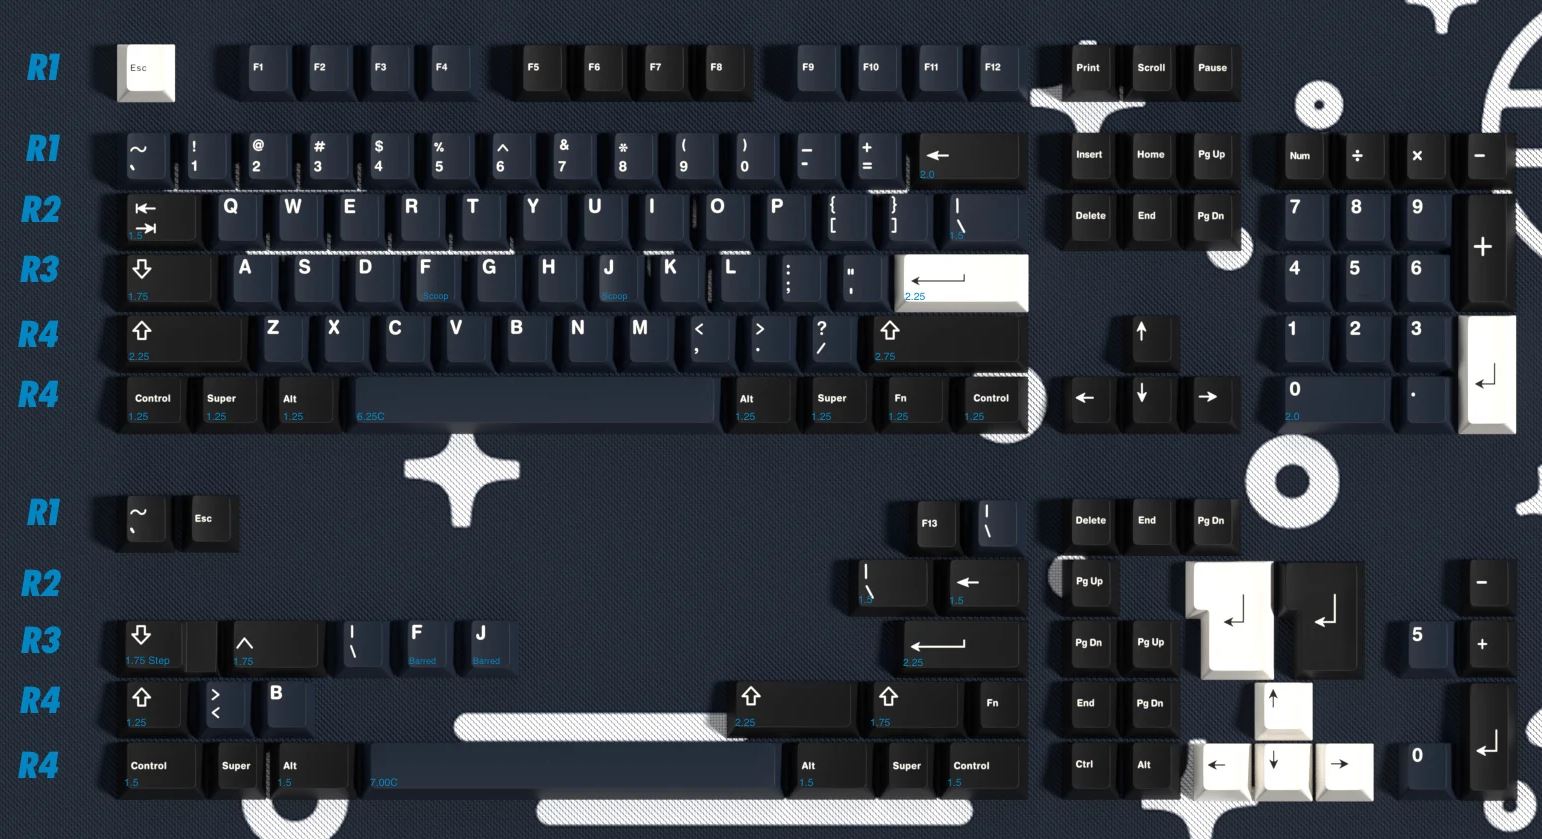 R1 Esc F1 F2 F3 F4 F5 F6 F7 F8 F9 F10 F11 F12 Print Scroll Pause
R1 ~ ` ! 1 @ 2 # 3 $ 4 % 5 ^ 6 & 7 * 8 ( 9 ) 0 _ - + = ← 2.0 Insert Home Pg Up Num ÷ × −
R2 ⇤ ⇥ 1.5 Q W E R T Y U I O P { [ } ] | \ 1.5 Delete End Pg Dn 7 8 9 +
R3 ⇩ 1.75 A S D F Scoop G H J Scoop K L : ; " ' ← 2.25 4 5 6
R4 ⇧ 2.25 Z X C V B N M < , > . ? / ⇧ 2.75 ↑ 1 2 3 ↵
R4 Control 1.25 Super 1.25 Alt 1.25 6.25C Alt 1.25 Super 1.25 Fn 1.25 Control 1.25 ← ↓ → 0 2.0 .
R1 ~ ` Esc F13 | \ Delete End Pg Dn
R2 | \ 1.5 ← 1.5 Pg Up ↵ ↵ −
R3 ⇩ 1.75 Step ^ 1.75 | \ F Barred J Barred ← 2.25 Pg Dn Pg Up 5 +
R4 ⇧ 1.25 > < B ⇧ 2.25 ⇧ 1.75 Fn End Pg Dn ↑ ↵
R4 Control 1.5 Super Alt 1.5 7.00C Alt 1.5 Super Control 1.5 Ctrl Alt ← ↓ → 0